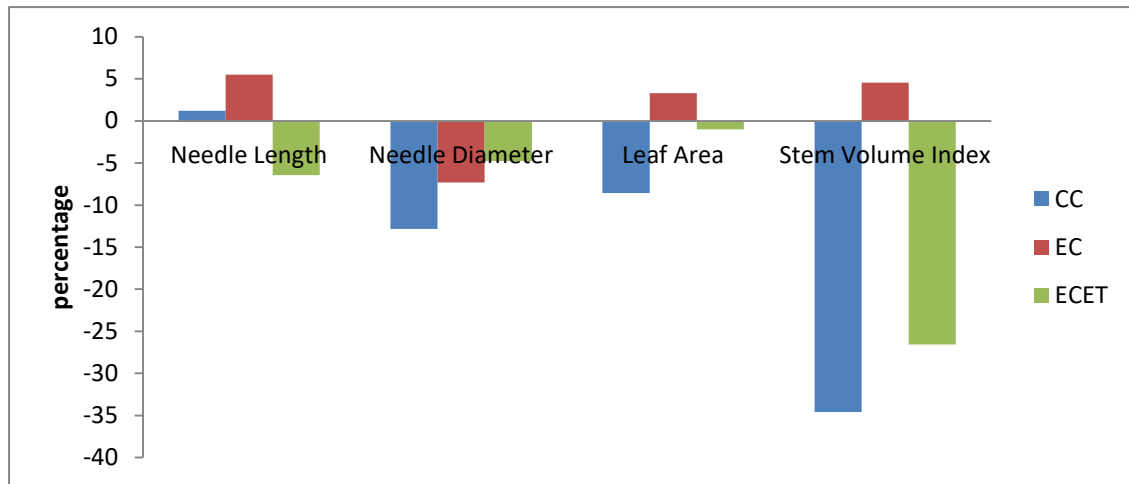 10
5
0
-5
-10
-15
-20
-25
-30
-35
-40
percentage
Needle Length
Needle Diameter
Leaf Area
Stem Volume Index
CC
EC
ECET